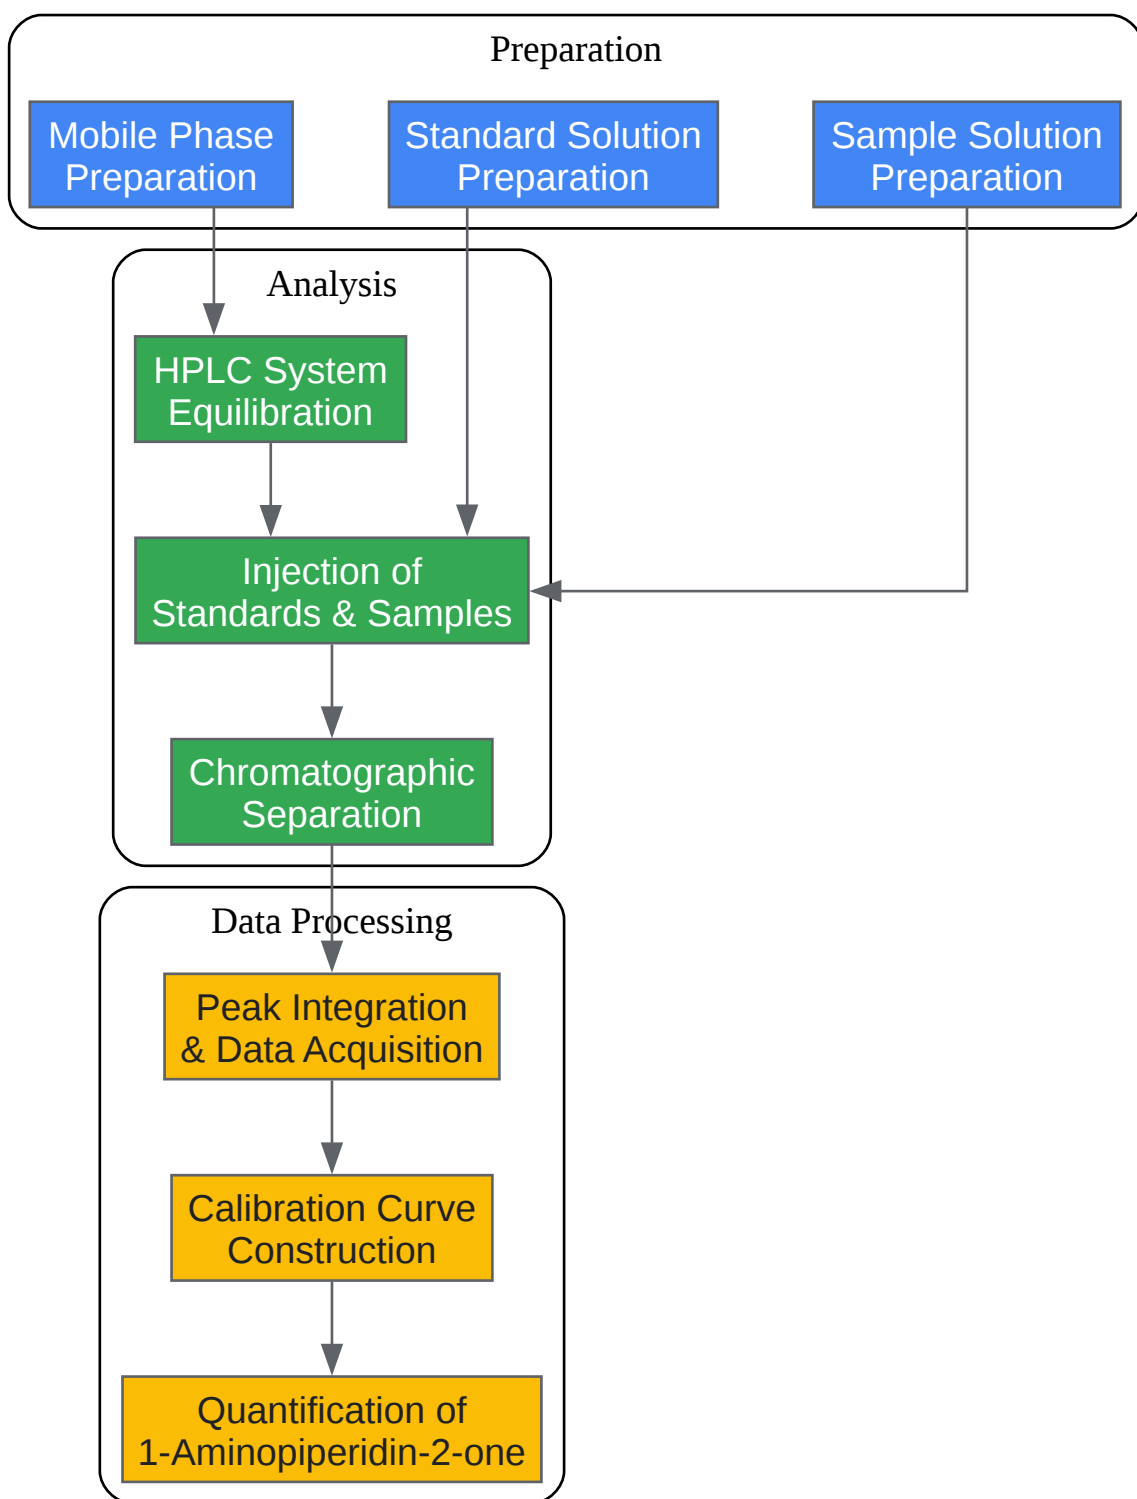 Preparation
Mobile Phase
Preparation
Standard Solution
Preparation
Sample Solution
Preparation
Analysis
HPLC System
Equilibration
Injection of
Standards & Samples
Chromatographic
Separation
Data Processing
Peak Integration
& Data Acquisition
Calibration Curve
Construction
Quantification of
1-Aminopiperidin-2-one